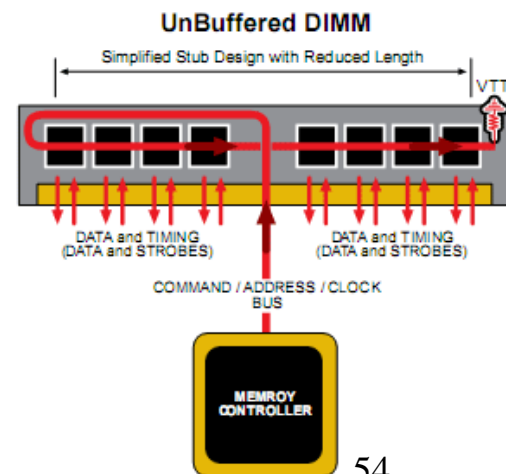 UnBuffered DIMM
Simplified Stub Design with Reduced Length
VTT
DATA and TIMING
(DATA and STROBES)
DATA and TIMING
(DATA and STROBES)
COMMAND / ADDRESS / CLOCK
BUS
MEMROY
CONTROLLER
54